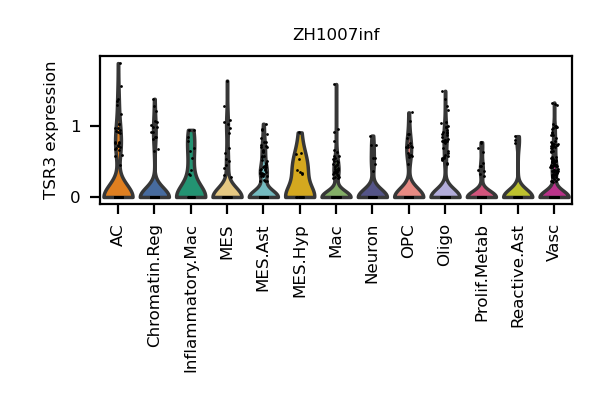 ZH1007inf
TSR3 expression
1
0
AC
Chromatin.Reg
Inflammatory.Mac
MES
MES.Ast
MES.Hyp
Mac
Neuron
OPC
Oligo
Prolif.Metab
Reactive.Ast
Vasc